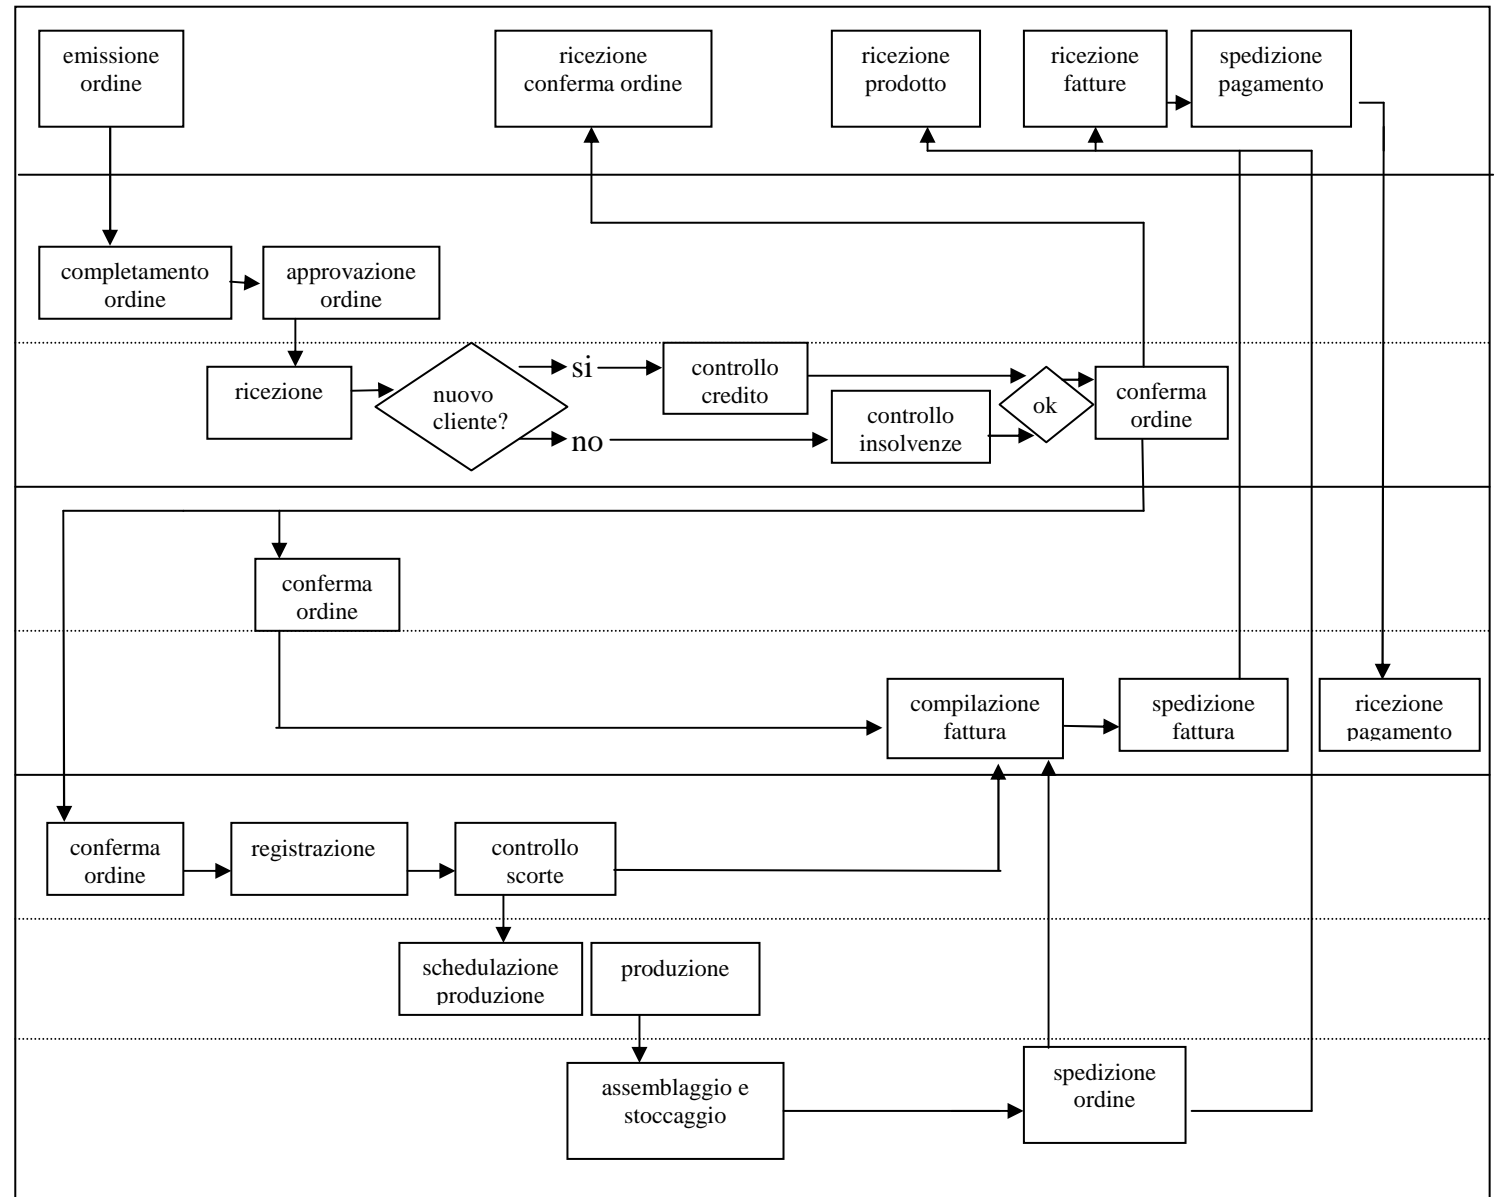 emissione
ordine
ricezione
conferma ordine
ricezione
prodotto
ricezione
fatture
spedizione
pagamento
completamento
ordine
approvazione
ordine
ricezione
nuovo
cliente?
si
no
controllo
credito
controllo
insolvenze
ok
conferma
ordine
conferma
ordine
compilazione
fattura
spedizione
fattura
ricezione
pagamento
conferma
ordine
registrazione
controllo
scorte
schedulazione
produzione
produzione
assemblaggio e
stoccaggio
spedizione
ordine